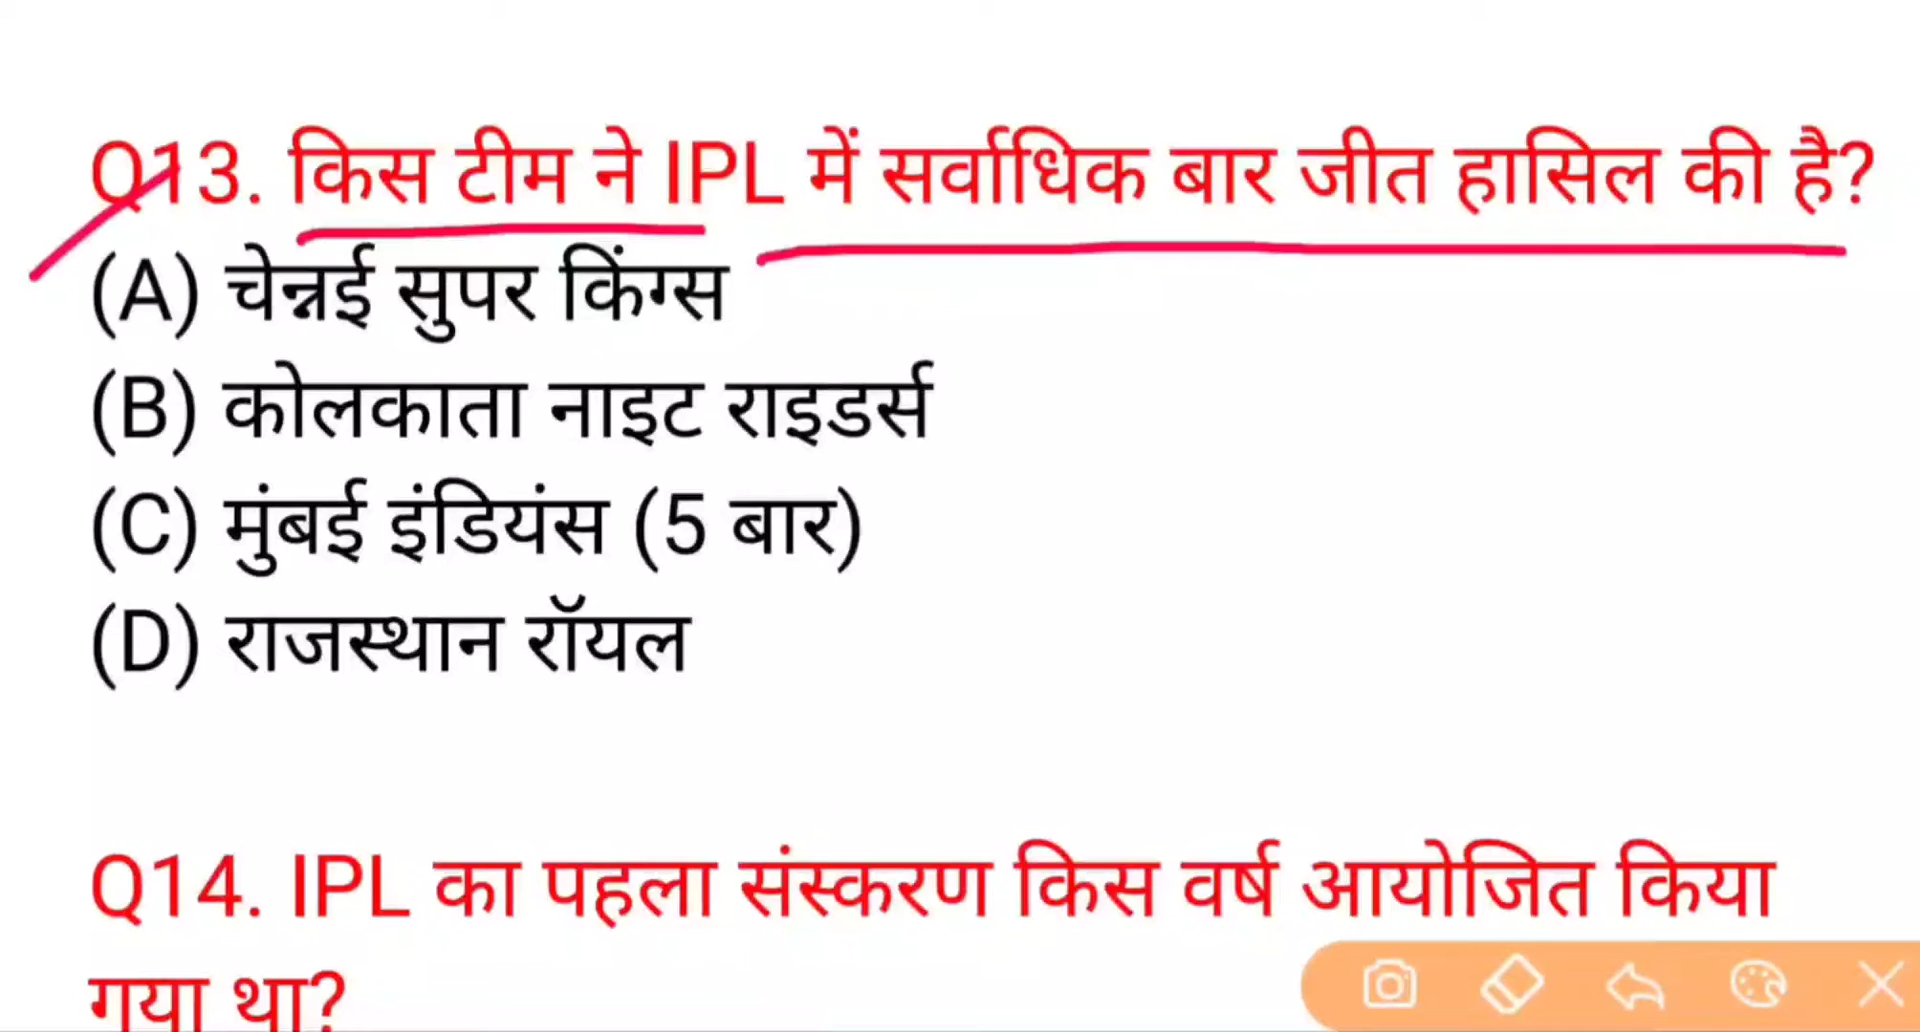 Q13. किस टीम ने IPL में सर्वाधिक बार जीत हासिल की है?
(A) चेन्नई सुपर किंग्स
(B) कोलकाता नाइट राइडर्स
(C) मुंबई इंडियंस (5 बार)
(D) राजस्थान रॉयल
Q14. IPL का पहला संस्करण किस वर्ष आयोजित किया
गया था?